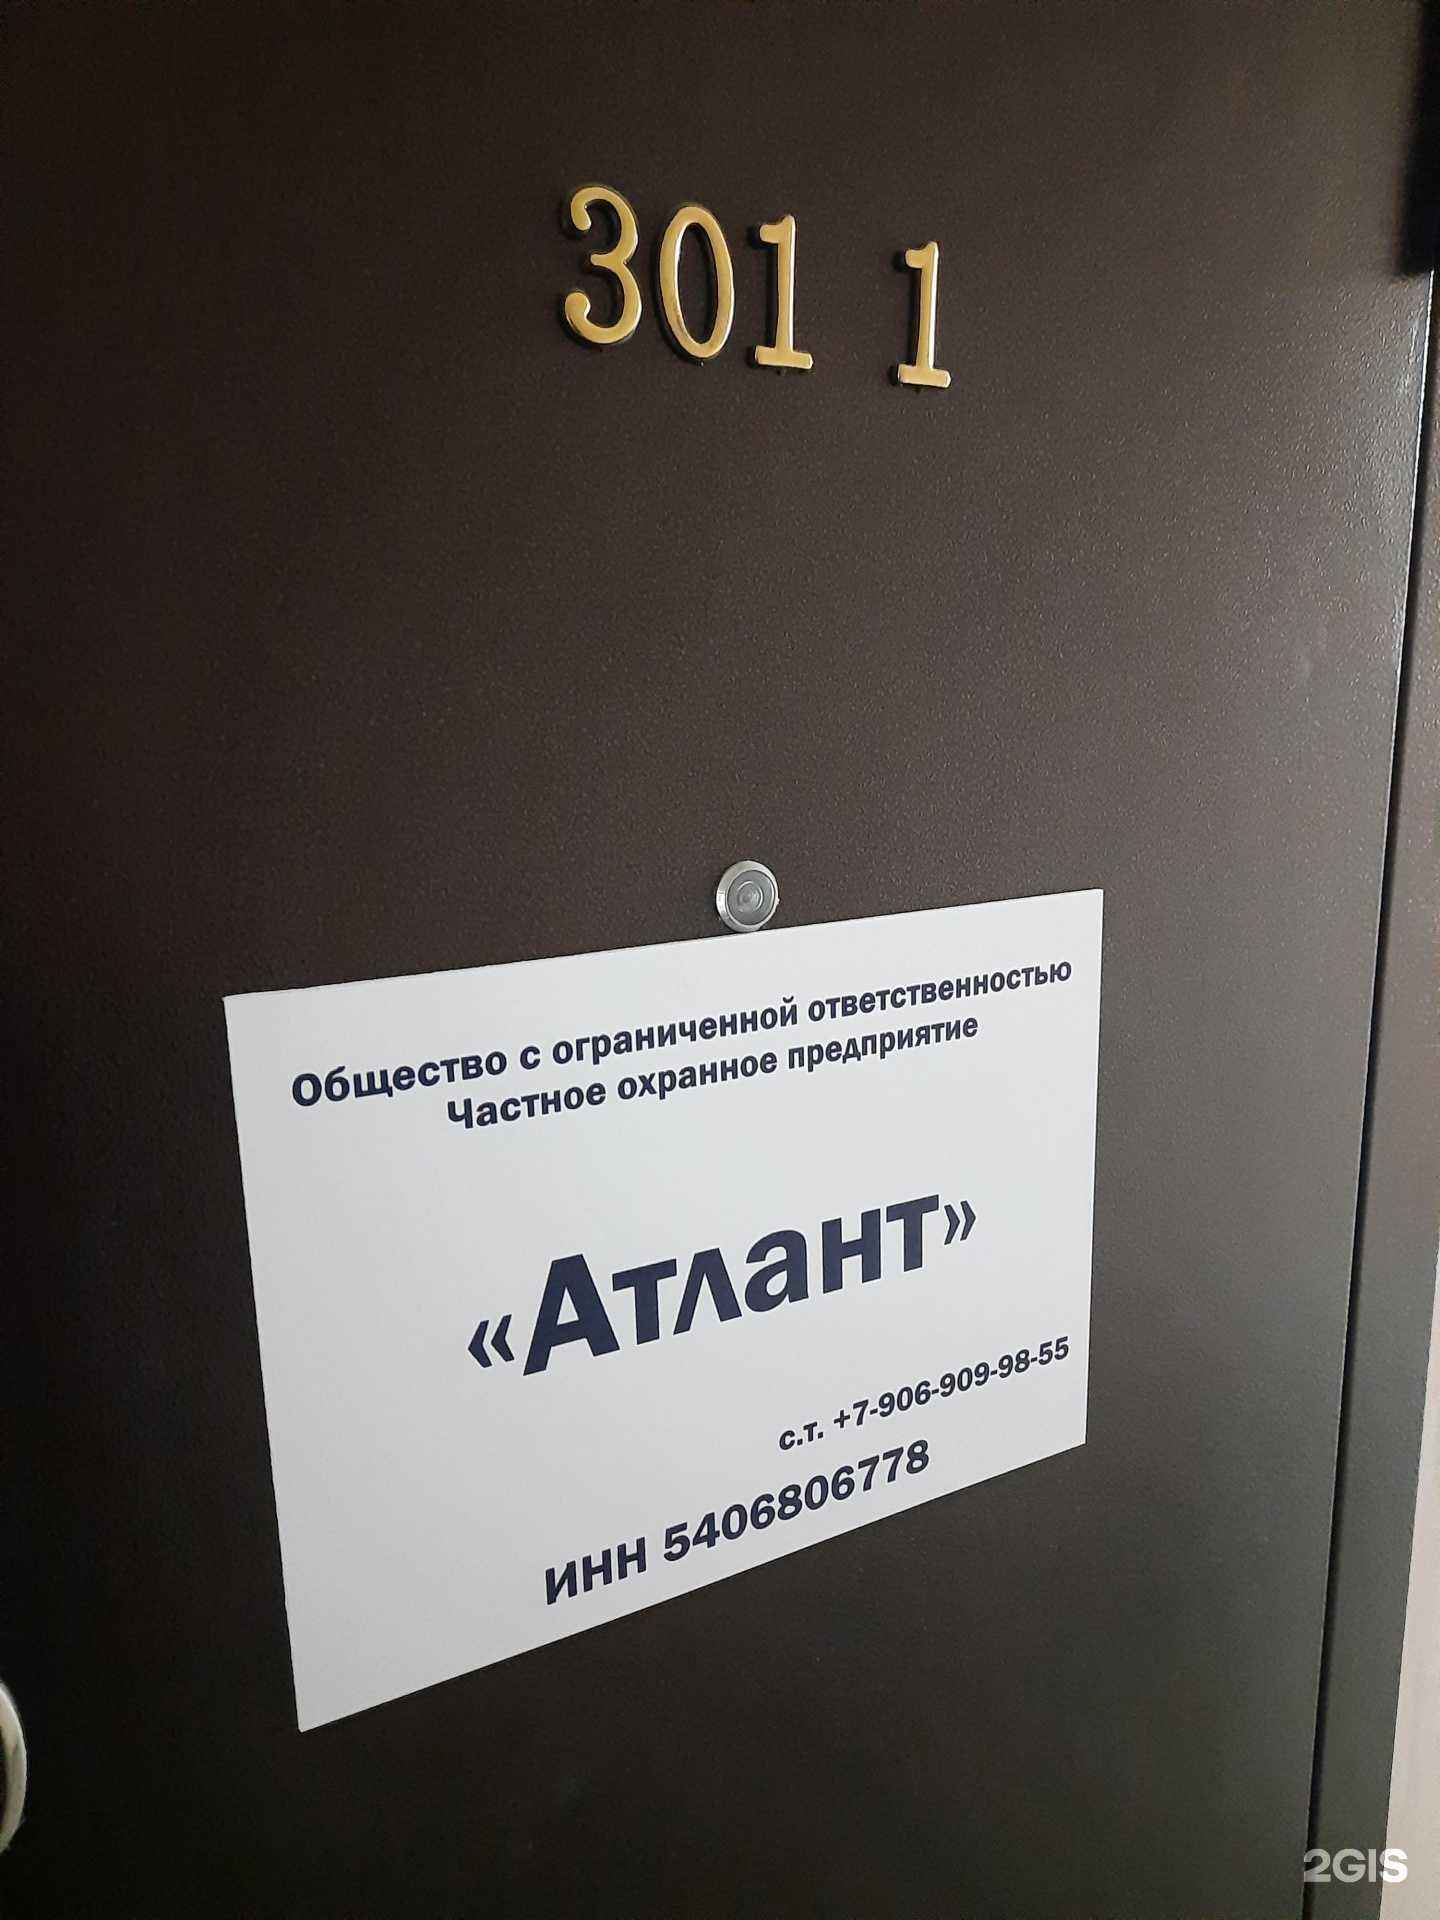 301 1
Общество с ограниченной ответственностью
Частное охранное предприятие
«Атлант»
с.т. +7-906-909-98-55
ИНН 5406806778
2GIS